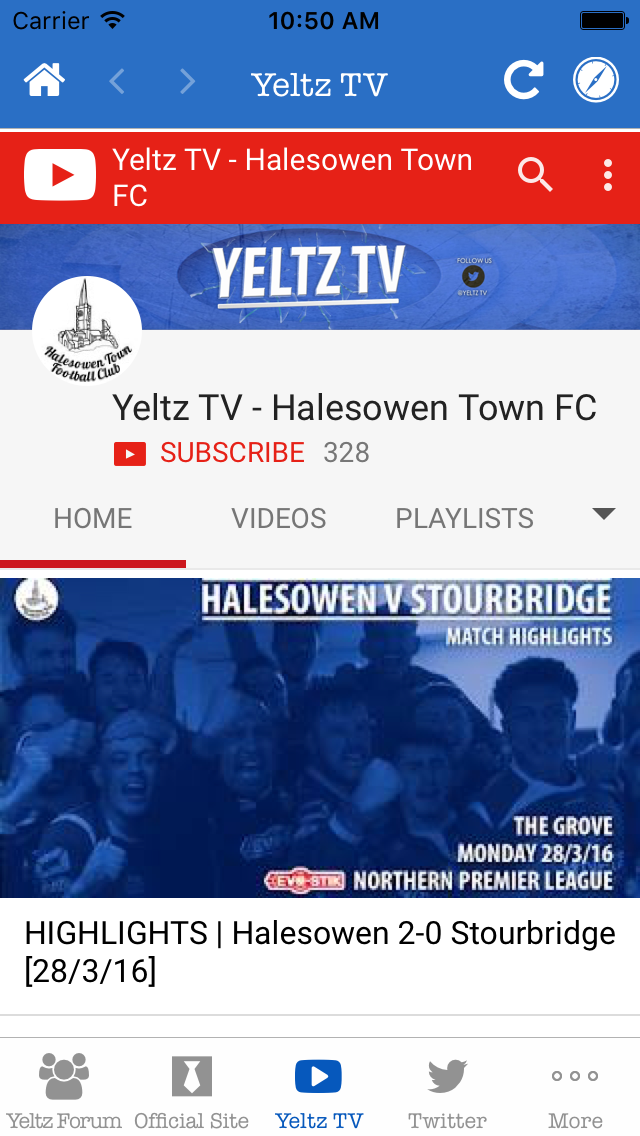 Carrier 10:50 AM
Yeltz TV
Yeltz TV - Halesowen Town
FC
YELTZ TV
FOLLOW US
@YELTZ TV
Halesowen Town
Football Club
Yeltz TV - Halesowen Town FC
SUBSCRIBE 328
HOME VIDEOS PLAYLISTS
HALESOWEN V STOURBRIDGE
MATCH HIGHLIGHTS
THE GROVE
MONDAY 28/3/16
EVO-STIK NORTHERN PREMIER LEAGUE
HIGHLIGHTS | Halesowen 2-0 Stourbridge
[28/3/16]
Yeltz Forum Official Site Yeltz TV Twitter More